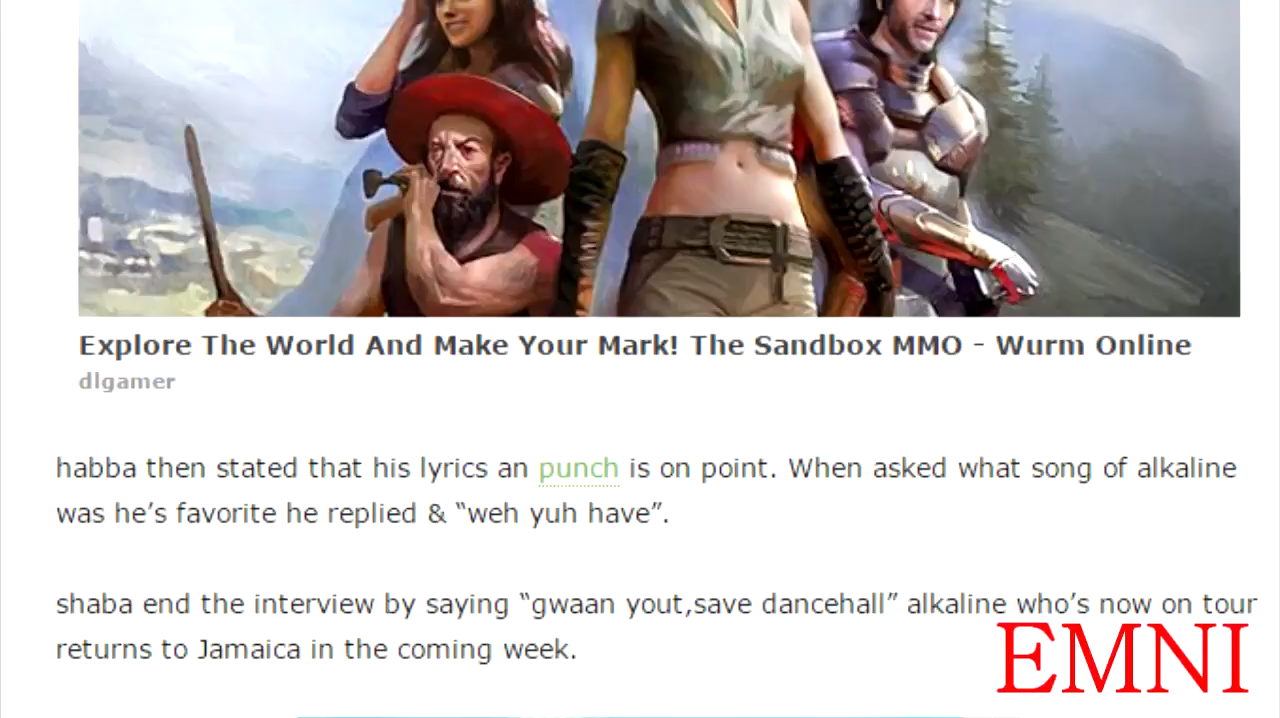 Explore The World And Make Your Mark! The Sandbox MMO - Wurm Online
dlgamer
habba then stated that his lyrics an punch is on point. When asked what song of alkaline
was he’s favorite he replied & “weh yuh have”.
shaba end the interview by saying “gwaan yout,save dancehall” alkaline who’s now on tour
returns to Jamaica in the coming week.
EMNI